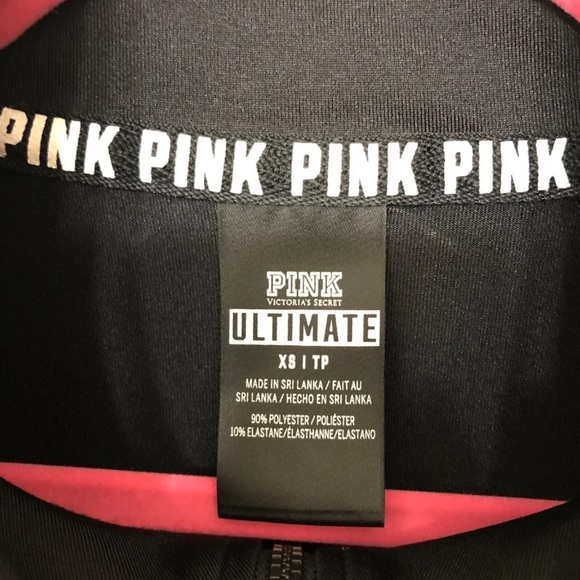 PINK PINK PINK PINK
PINK
VICTORIA'S SECRET
ULTIMATE
XS | TP
MADE IN SRI LANKA / FAIT AU
SRI LANKA / HECHO EN SRI LANKA
90% POLYESTER / POLIÉSTER
10% ELASTANE/ÉLASTHANNE/ELASTANO